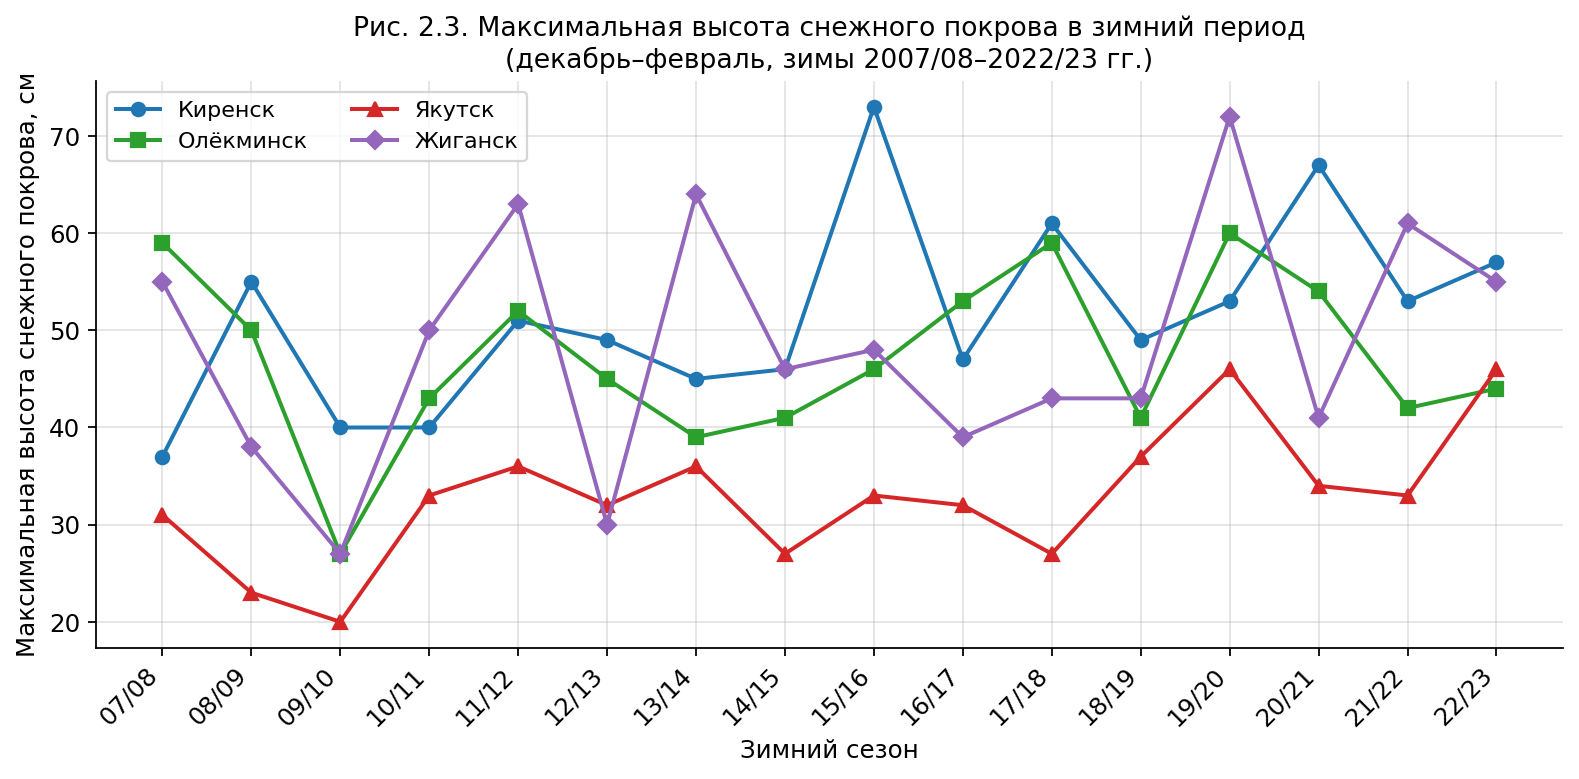 Рис. 2.3. Максимальная высота снежного покрова в зимний период
(декабрь–февраль, зимы 2007/08–2022/23 гг.)
Максимальная высота снежного покрова, см
Киренск
Олёкминск
Якутск
Жиганск
70
60
50
40
30
20
07/08
08/09
09/10
10/11
11/12
12/13
13/14
14/15
15/16
16/17
17/18
18/19
19/20
20/21
21/22
22/23
Зимний сезон